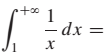 ∫₁⁺∞ 1/x dx =